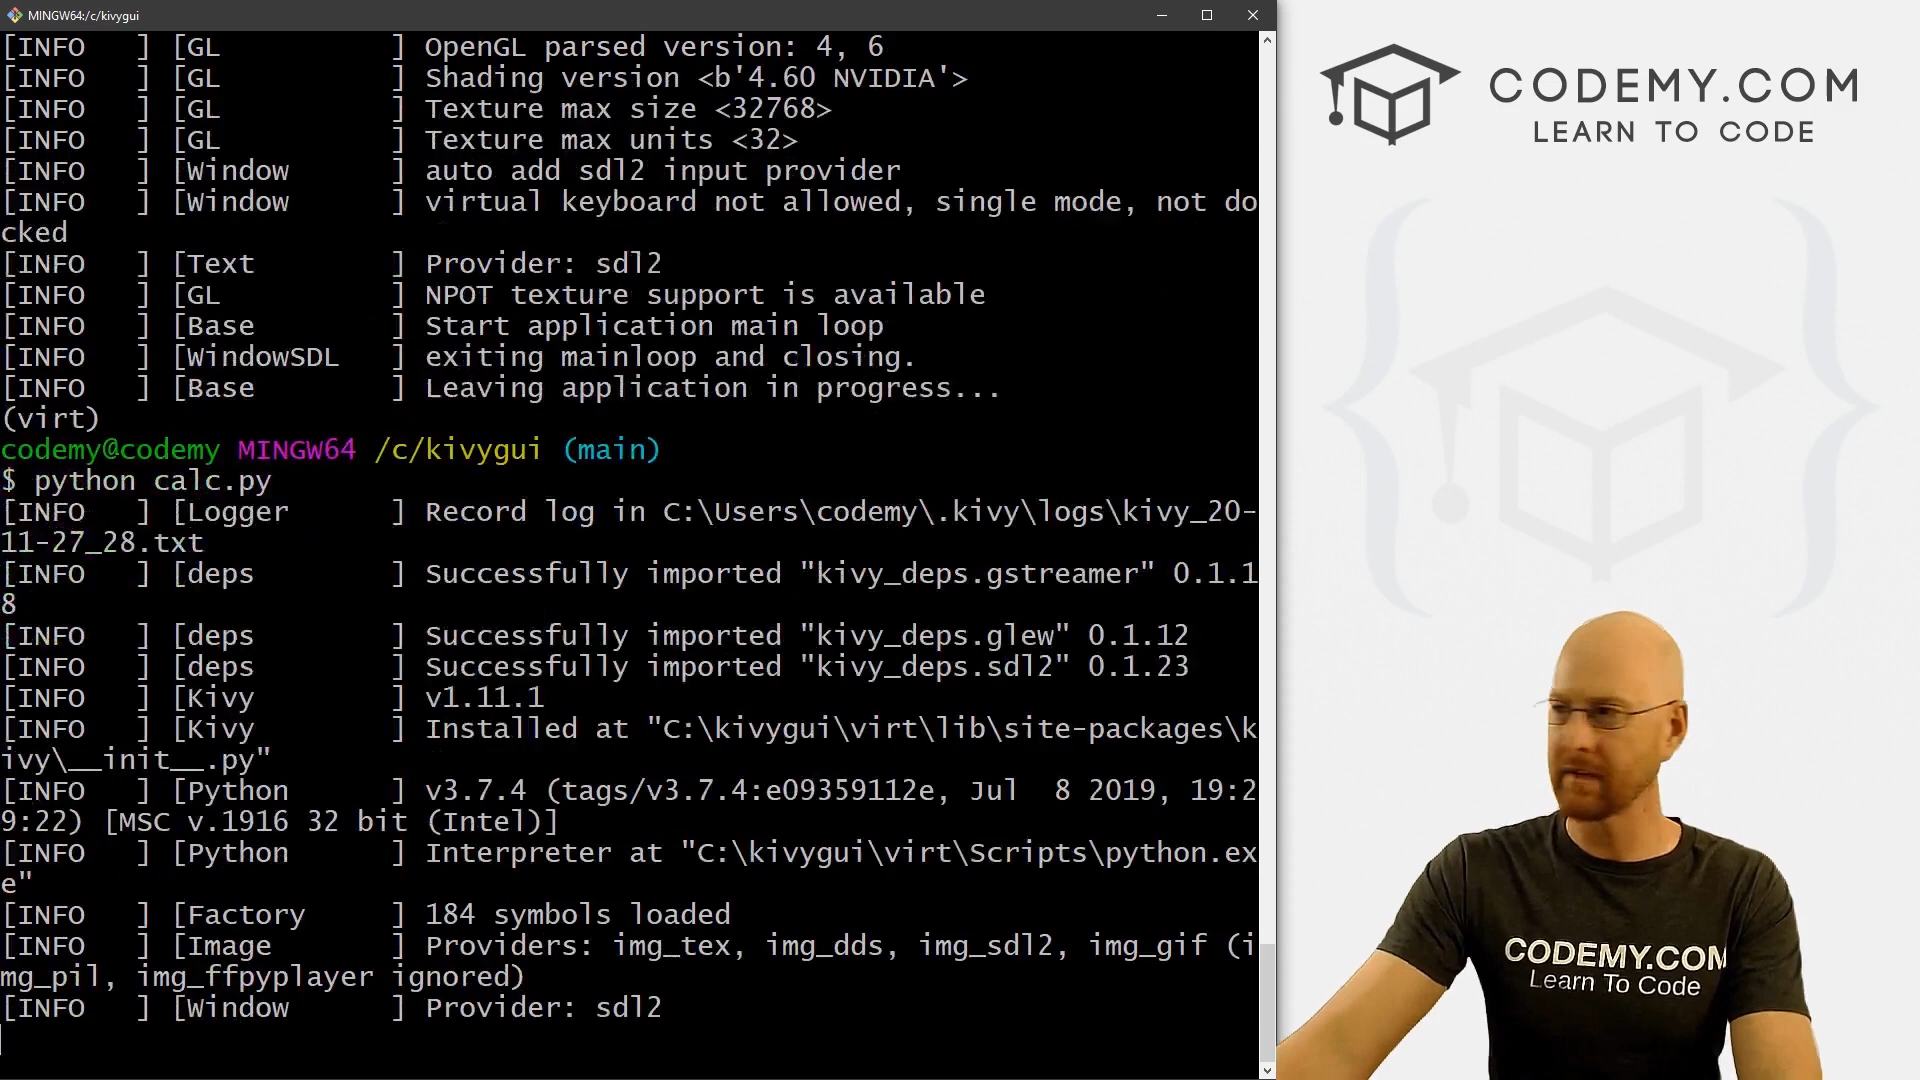 MINGW64:/c/kivygui
[INFO   ] [GL          ] OpenGL parsed version: 4, 6
[INFO   ] [GL          ] Shading version <b'4.60 NVIDIA'>
[INFO   ] [GL          ] Texture max size <32768>
[INFO   ] [GL          ] Texture max units <32>
[INFO   ] [Window      ] auto add sdl2 input provider
[INFO   ] [Window      ] virtual keyboard not allowed, single mode, not do
cked
[INFO   ] [Text        ] Provider: sdl2
[INFO   ] [GL          ] NPOT texture support is available
[INFO   ] [Base        ] Start application main loop
[INFO   ] [WindowSDL   ] exiting mainloop and closing.
[INFO   ] [Base        ] Leaving application in progress...
(virt)
codemy@codemy MINGW64 /c/kivygui (main)
$ python calc.py
[INFO   ] [Logger      ] Record log in C:\Users\codemy\.kivy\logs\kivy_20-
11-27_28.txt
[INFO   ] [deps        ] Successfully imported "kivy_deps.gstreamer" 0.1.1
8
[INFO   ] [deps        ] Successfully imported "kivy_deps.glew" 0.1.12
[INFO   ] [deps        ] Successfully imported "kivy_deps.sdl2" 0.1.23
[INFO   ] [Kivy        ] v1.11.1
[INFO   ] [Kivy        ] Installed at "C:\kivygui\virt\lib\site-packages\k
ivy\__init__.py"
[INFO   ] [Python      ] v3.7.4 (tags/v3.7.4:e09359112e, Jul  8 2019, 19:2
9:22) [MSC v.1916 32 bit (Intel)]
[INFO   ] [Python      ] Interpreter at "C:\kivygui\virt\Scripts\python.ex
e"
[INFO   ] [Factory     ] 184 symbols loaded
[INFO   ] [Image       ] Providers: img_tex, img_dds, img_sdl2, img_gif (i
mg_pil, img_ffpyplayer ignored)
[INFO   ] [Window      ] Provider: sdl2
CODEMY.COM
LEARN TO CODE
CODEMY.COM
Learn To Code